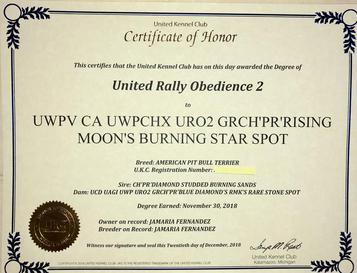 United Kennel Club
Certificate of Honor
This certifies that the United Kennel Club has on this day awarded the Degree of
United Rally Obedience 2
to
UWPV CA UWPCHX URO2 GRCH'PR'RISING
MOON'S BURNING STAR SPOT
Breed: AMERICAN PIT BULL TERRIER
U.K.C. Registration Number:
Sire: CH'PR'DIAMOND STUDDED BURNING SANDS
Dam: UCD UAGI UWP URO2 GRCH'PR'BLUE DIAMOND'S RMK'S RARE STONE SPOT
Degree Earned: November 30, 2018
Owner on record: JAMARIA FERNANDEZ
Breeder on Record: JAMARIA FERNANDEZ
Witness our signature and seal this Twentieth day of December, 2018
United Kennel Club
Kalamazoo, Michigan